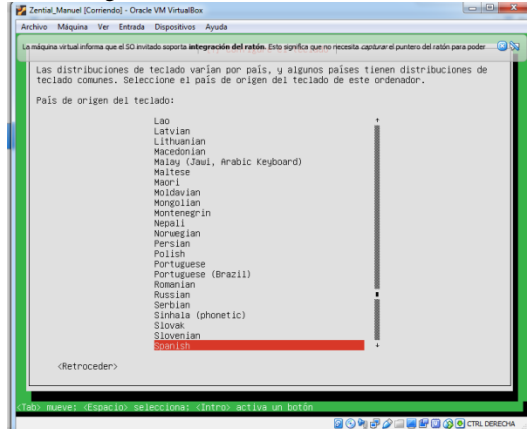 Zential_Manuel [Corriendo] - Oracle VM VirtualBox
Archivo Máquina Ver Entrada Dispositivos Ayuda
La máquina virtual informa que el SO invitado soporta integración del ratón. Esto significa que no necesita capturar el puntero del ratón para poder
Las distribuciones de teclado varían por país, y algunos países tienen distribuciones de
teclado comunes. Seleccione el país de origen del teclado de este ordenador.
País de origen del teclado:
Lao
Latvian
Lithuanian
Macedonian
Malay (Jawi, Arabic Keyboard)
Maltese
Maori
Moldavian
Mongolian
Montenegrin
Nepali
Norwegian
Persian
Polish
Portuguese
Portuguese (Brazil)
Romanian
Russian
Serbian
Sinhala (phonetic)
Slovak
Slovenian
Spanish
<Retroceder>
<Tab> mueve; <Espacio> selecciona; <Intro> activa un botón
CTRL DERECHA